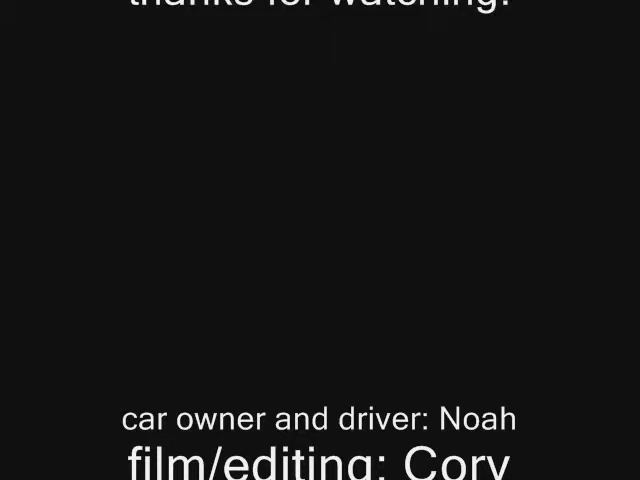 thanks for watching!
car owner and driver: Noah
film/editing: Cory